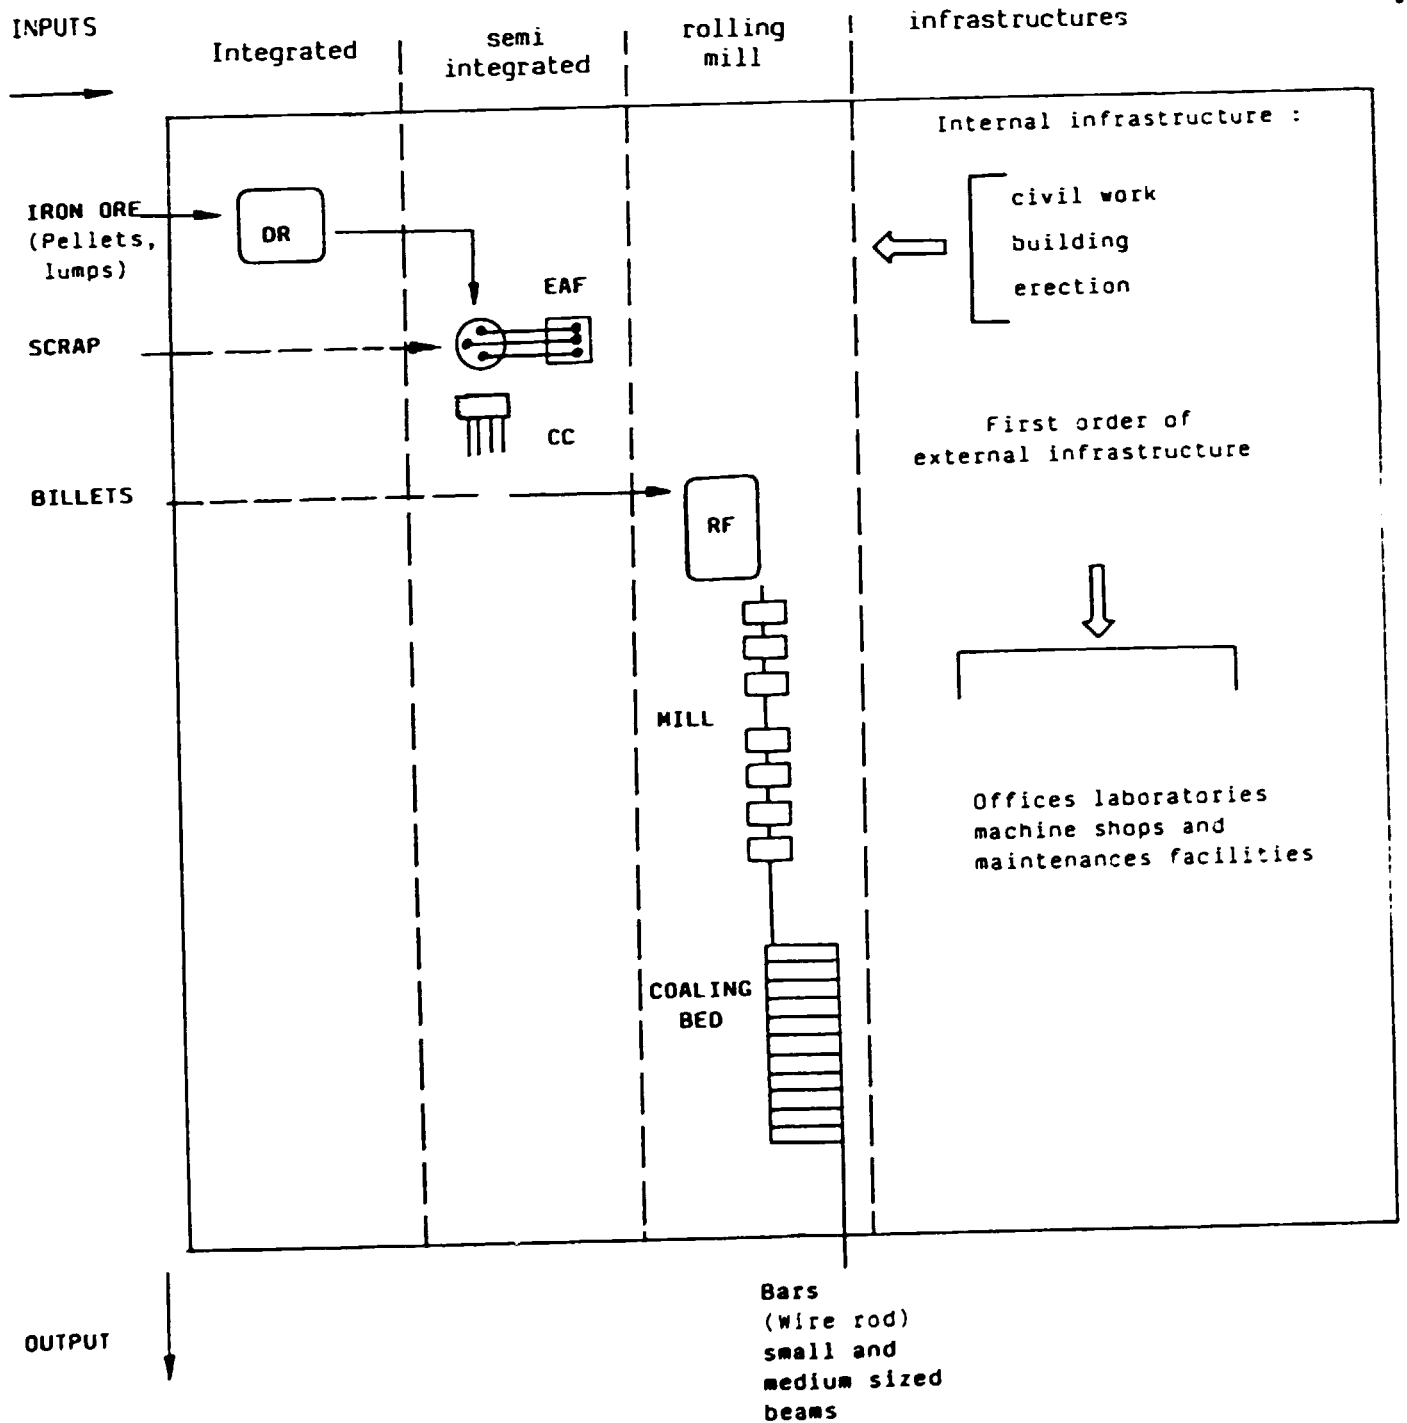 INPUTS
Integrated
semi
integrated
rolling
mill
infrastructures
Internal infrastructure :
civil work
building
erection
IRON ORE
(Pellets,
lumps)
DR
EAF
SCRAP
CC
First order of
external infrastructure
BILLETS
RF
MILL
Offices laboratories
machine shops and
maintenances facilities
COALING
BED
OUTPUT
Bars
(Wire rod)
small and
medium sized
beams